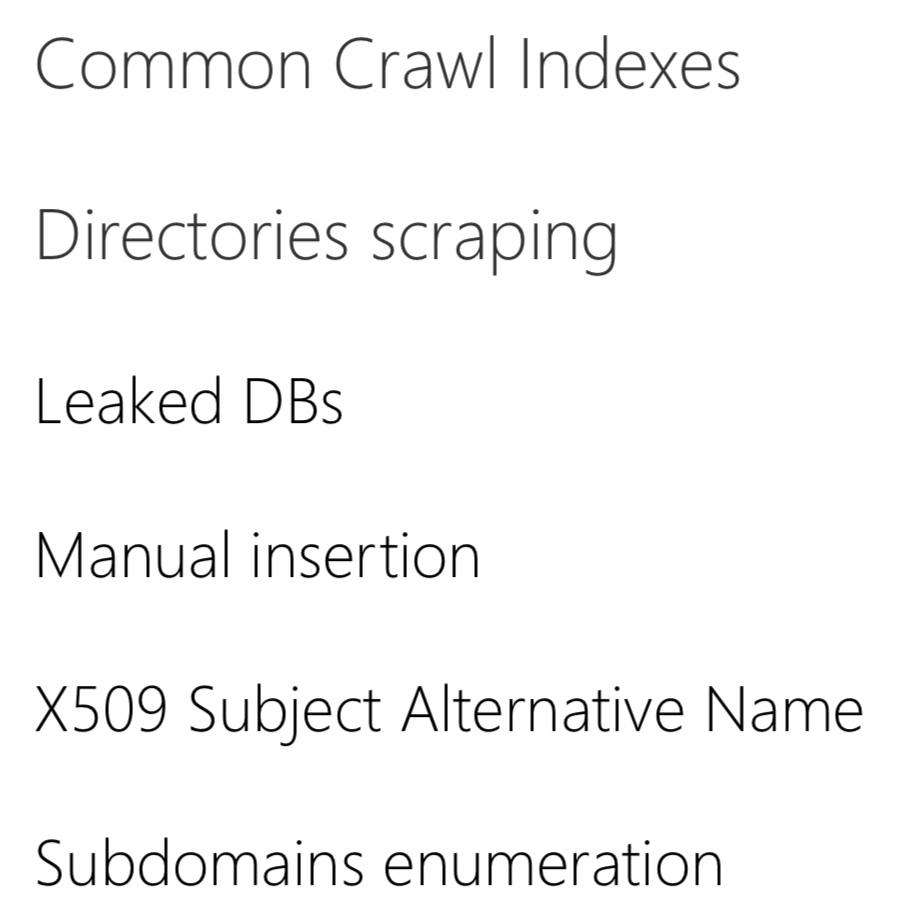 Common Crawl Indexes
Directories scraping
Leaked DBs
Manual insertion
X509 Subject Alternative Name
Subdomains enumeration